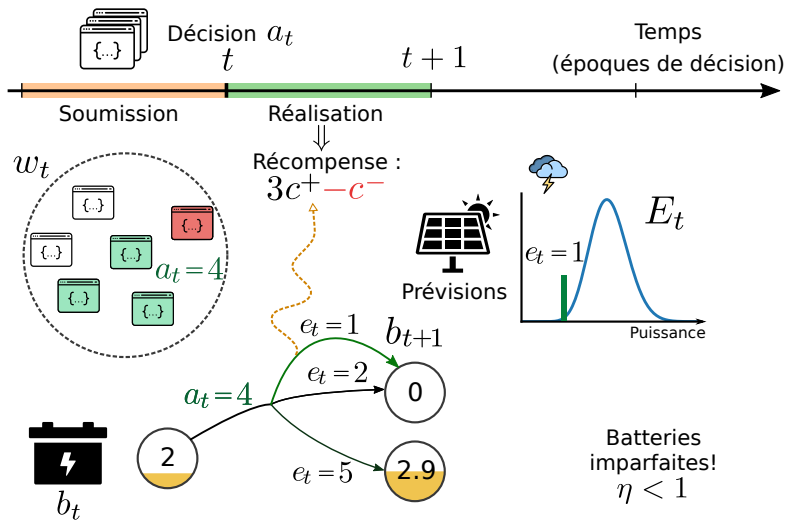 {...}
Décision a_t
t
t + 1
Temps
(époques de décision)
Soumission
Réalisation
⇓
Récompense :
3c⁺ −c⁻
w_t
{...}
{...}
{...}
{...}
a_t = 4
{...}
{...}
Prévisions
E_t
e_t = 1
Puissance
e_t = 1
b_{t+1}
a_t = 4
e_t = 2
0
2
e_t = 5
2.9
b_t
Batteries
imparfaites!
η < 1